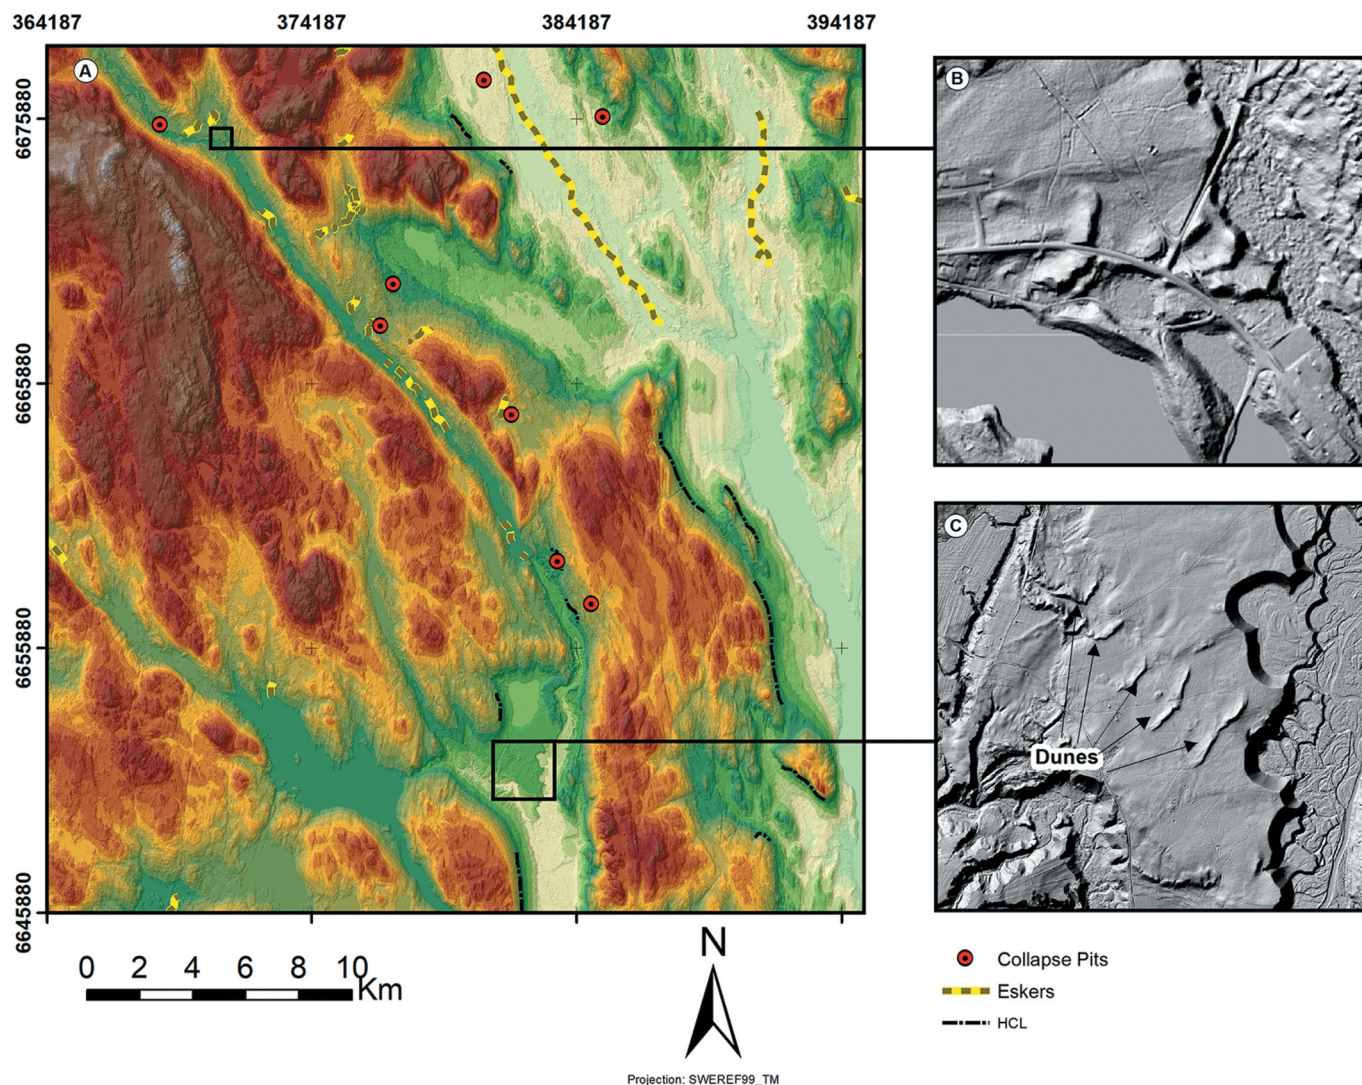 364187 374187 384187 394187
A
B
6675880
6665880
6655880
6645880
C
Dunes
0 2 4 6 8 10
Km
N
Collapse Pits
Eskers
HCL
Projection: SWEREF99_TM